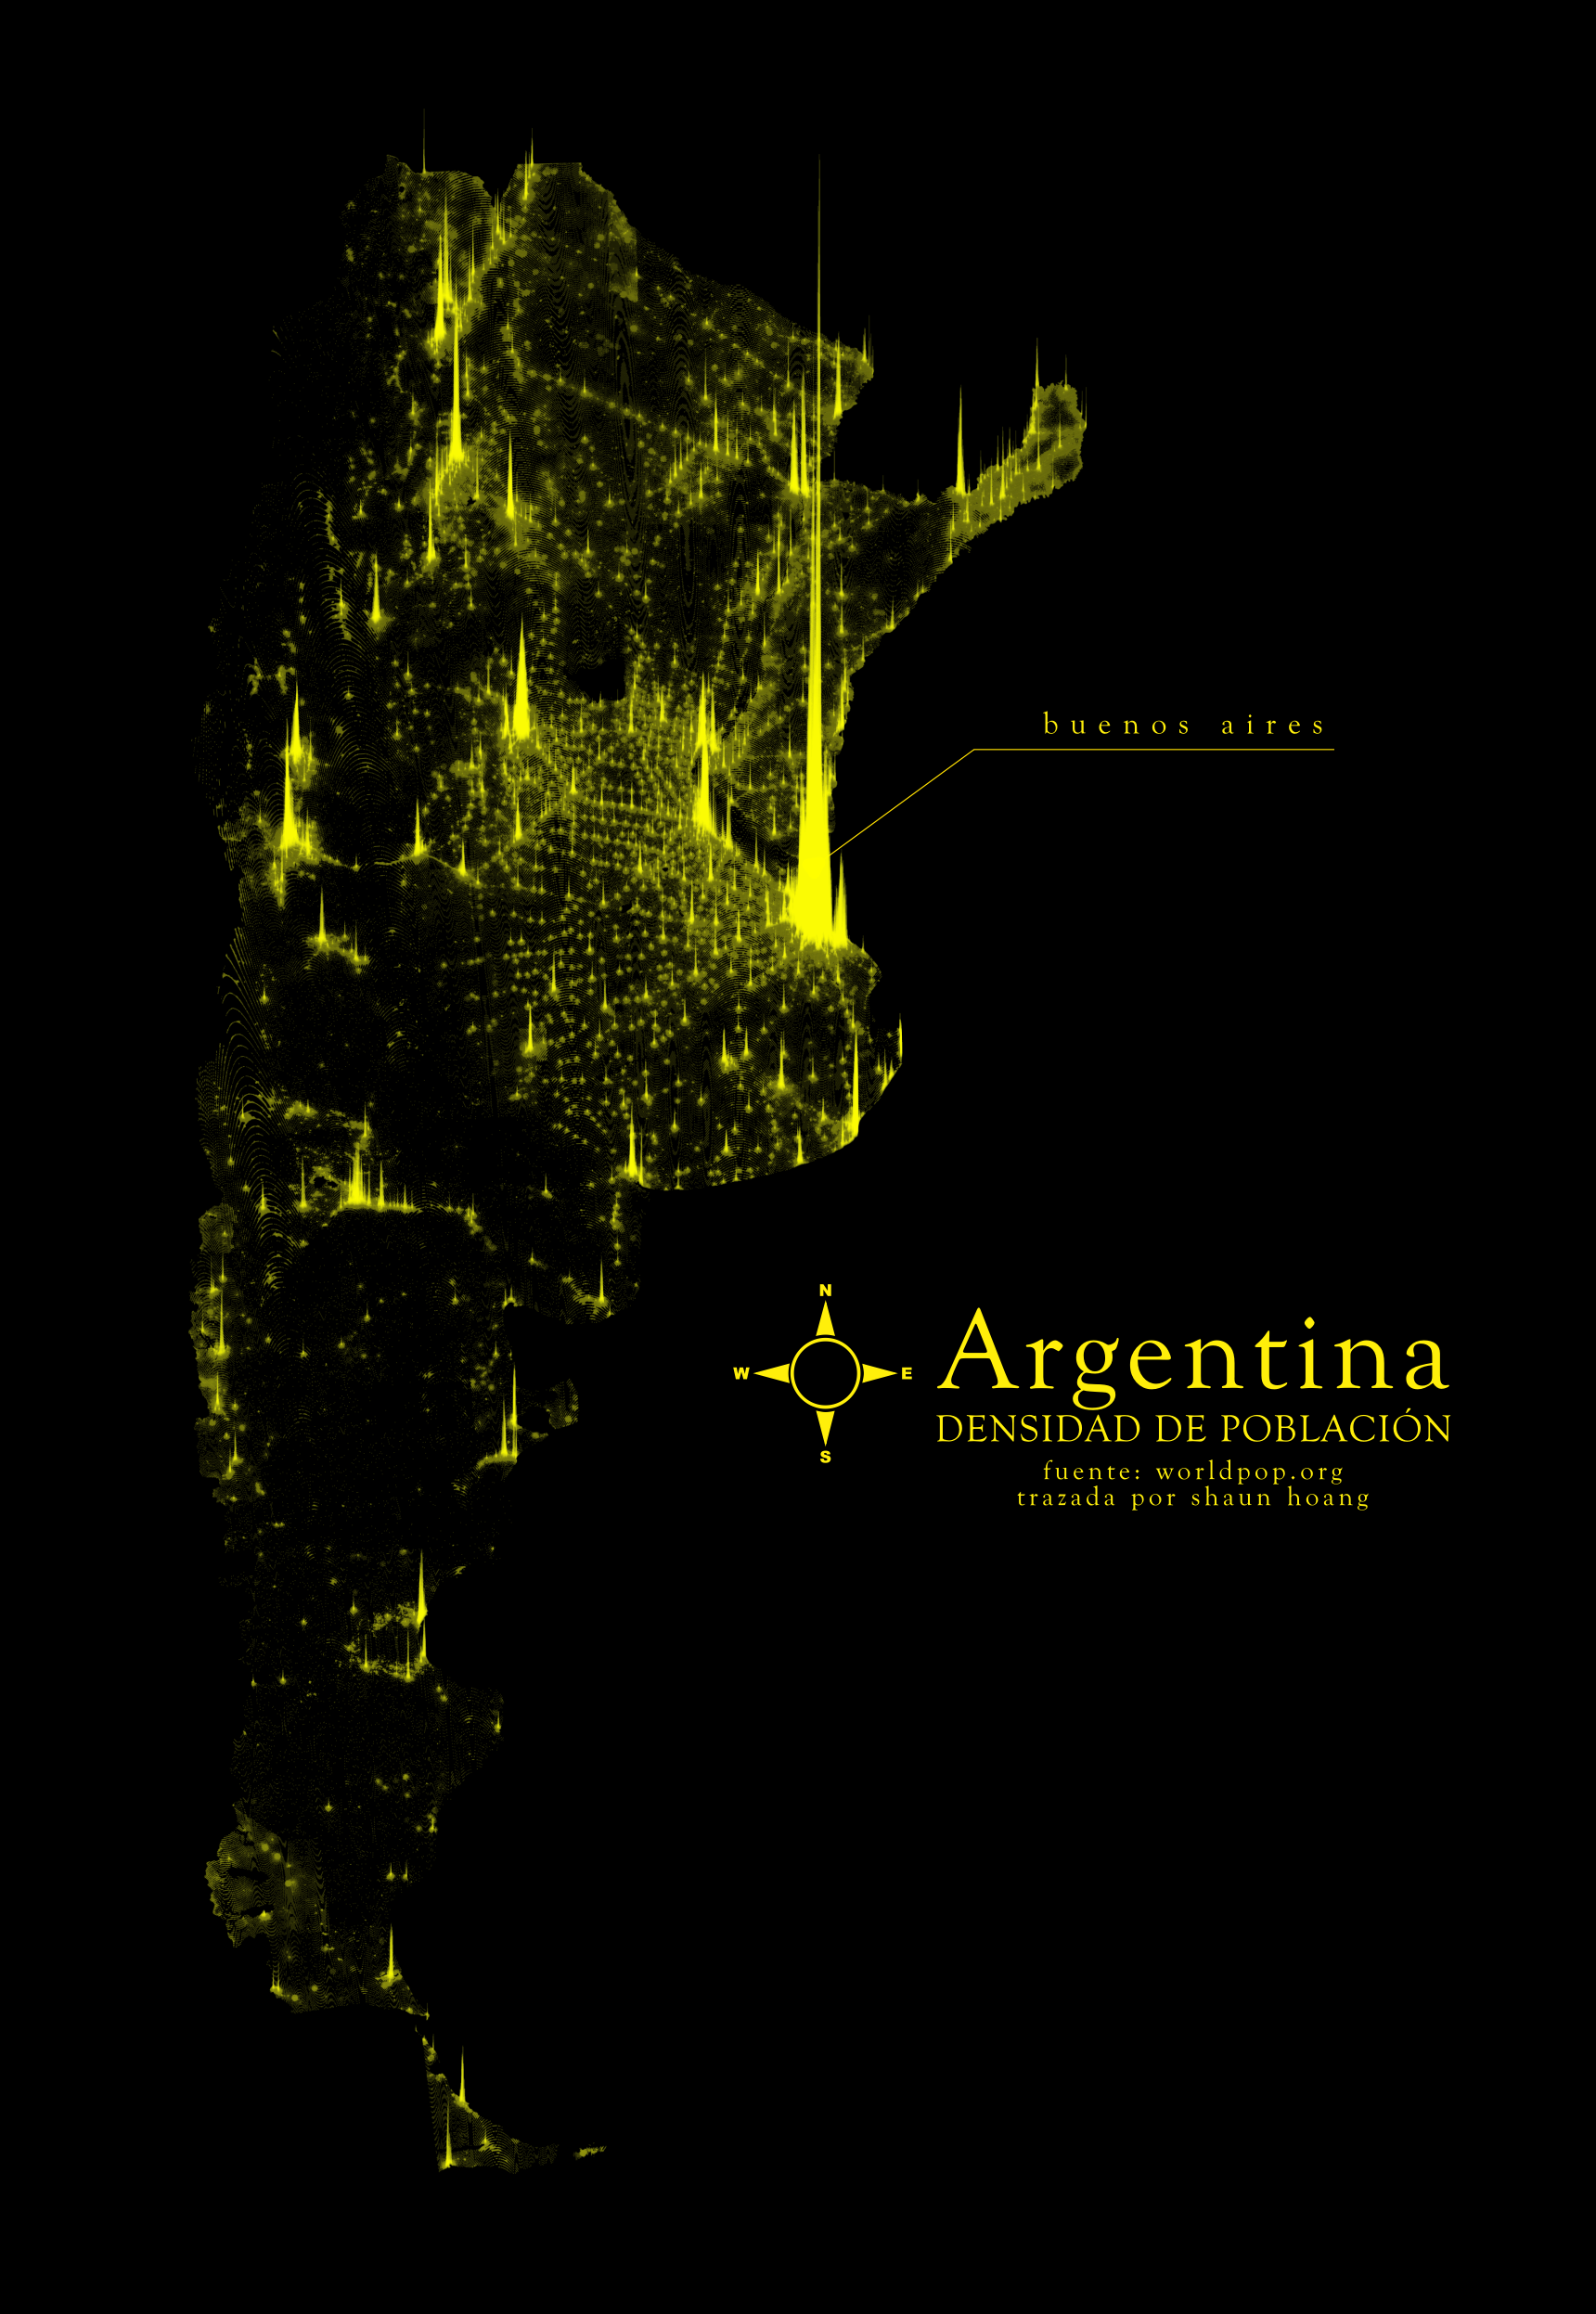 buenos aires
N
W E
S
Argentina
DENSIDAD DE POBLACIÓN
fuente: worldpop.org
trazada por shaun hoang